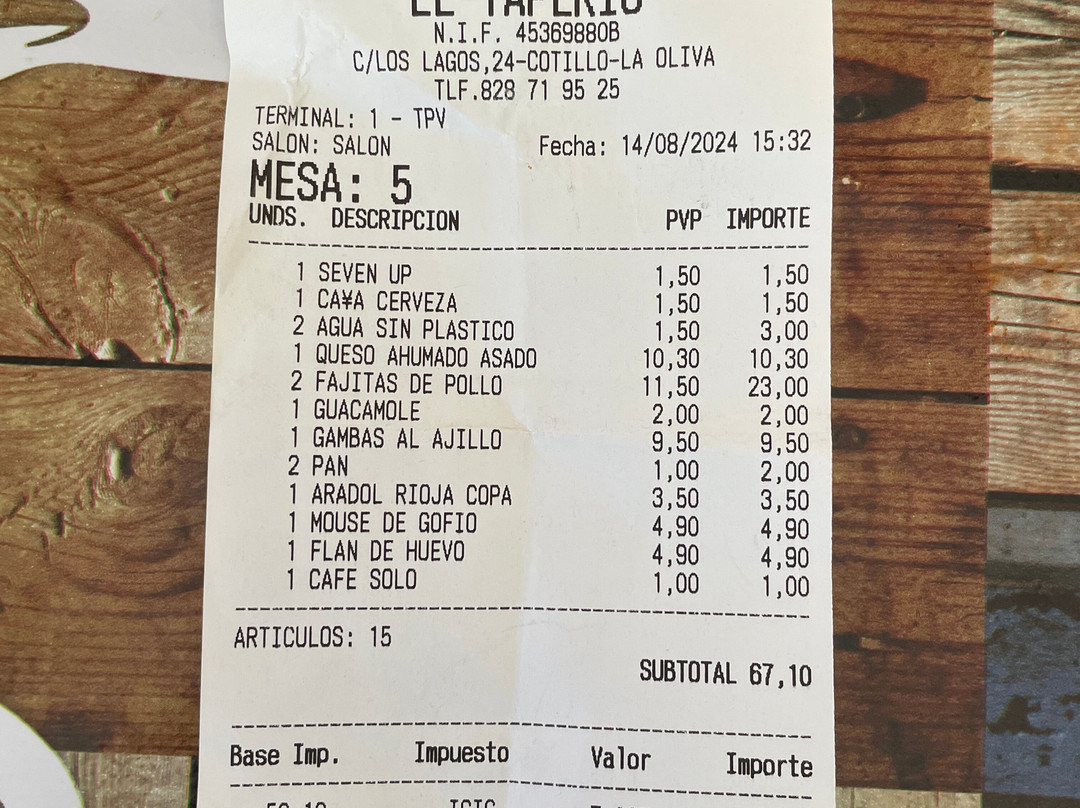 EL TAPERIO
N.I.F. 45369880B
C/LOS LAGOS,24-COTILLO-LA OLIVA
TLF.828 71 95 25
TERMINAL: 1 - TPV
SALON: SALON Fecha: 14/08/2024 15:32
MESA: 5
UNDS. DESCRIPCION PVP IMPORTE
1 SEVEN UP 1,50 1,50
1 CA¥A CERVEZA 1,50 1,50
2 AGUA SIN PLASTICO 1,50 3,00
1 QUESO AHUMADO ASADO 10,30 10,30
2 FAJITAS DE POLLO 11,50 23,00
1 GUACAMOLE 2,00 2,00
1 GAMBAS AL AJILLO 9,50 9,50
2 PAN 1,00 2,00
1 ARADOL RIOJA COPA 3,50 3,50
1 MOUSE DE GOFIO 4,90 4,90
1 FLAN DE HUEVO 4,90 4,90
1 CAFE SOLO 1,00 1,00
ARTICULOS: 15
SUBTOTAL 67,10
Base Imp. Impuesto Valor Importe
IGIC